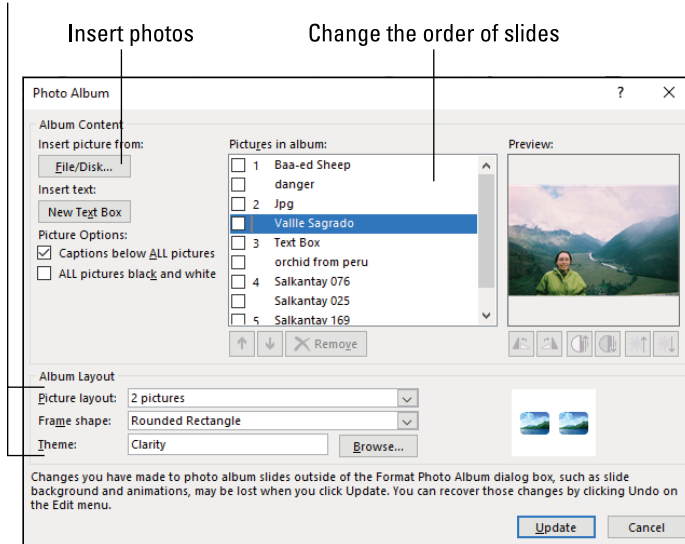 Insert photos
Change the order of slides
Photo Album
?
Album Content
Insert picture from:
File/Disk...
Insert text:
New Text Box
Picture Options:
Captions below ALL pictures
ALL pictures black and white
Pictures in album:
1 Baa-ed Sheep
danger
2 Jpg
Vallle Sagrado
3 Text Box
orchid from peru
4 Salkantay 076
Salkantay 025
5 Salkantay 169
Remove
Preview:
Album Layout
Picture layout: 2 pictures
Frame shape: Rounded Rectangle
Theme: Clarity
Browse...
Changes you have made to photo album slides outside of the Format Photo Album dialog box, such as slide
background and animations, may be lost when you click Update. You can recover those changes by clicking Undo on
the Edit menu.
Update
Cancel